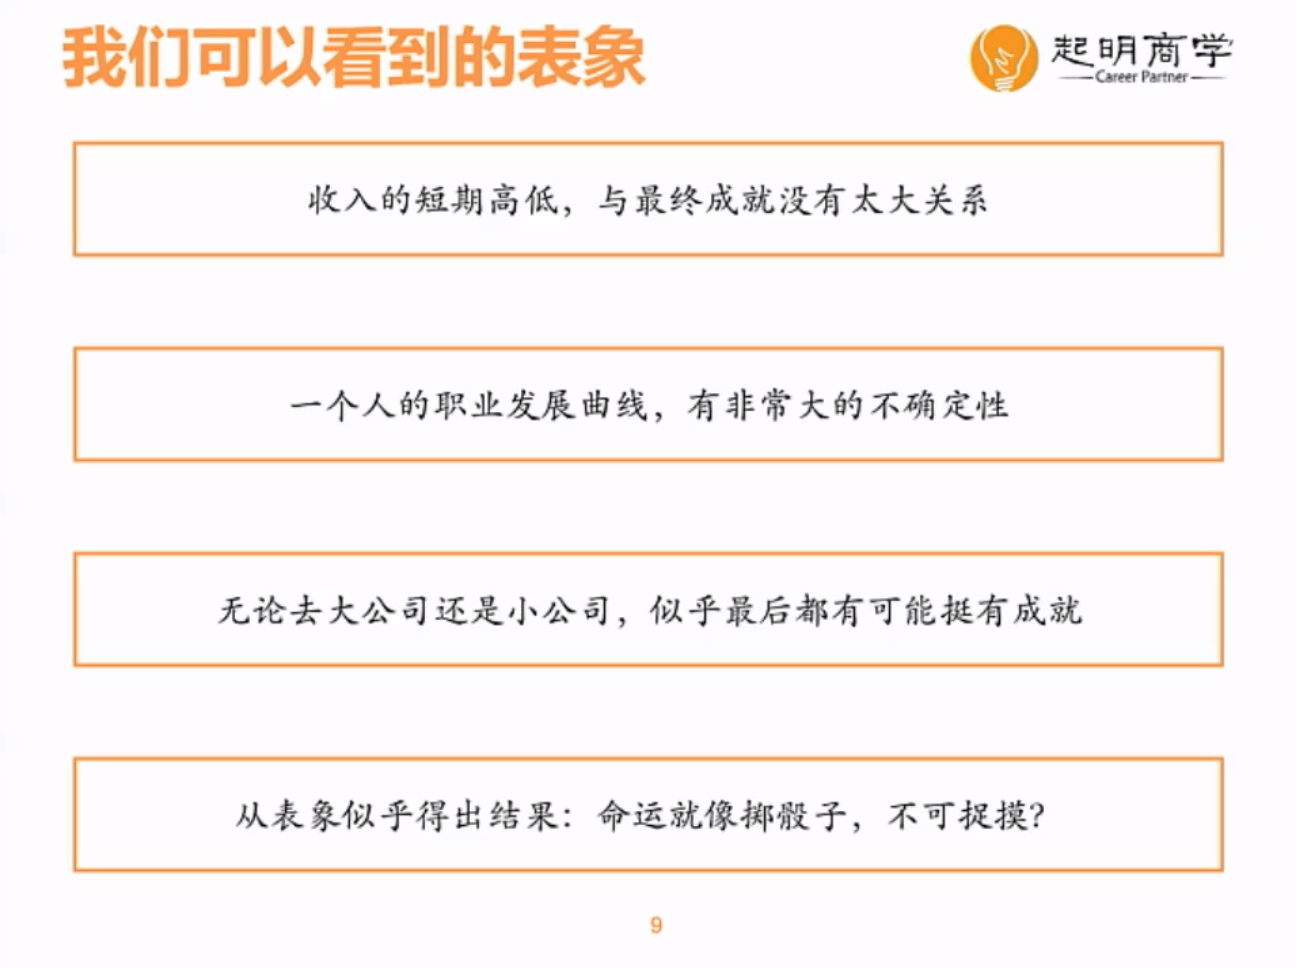 我们可以看到的表象
起明商学
Career Partner
收入的短期高低，与最终成就没有太大关系
一个人的职业发展曲线，有非常大的不确定性
无论去大公司还是小公司，似乎最后都有可能挺有成就
从表象似乎得出结果：命运就像掷骰子，不可捉摸？
9